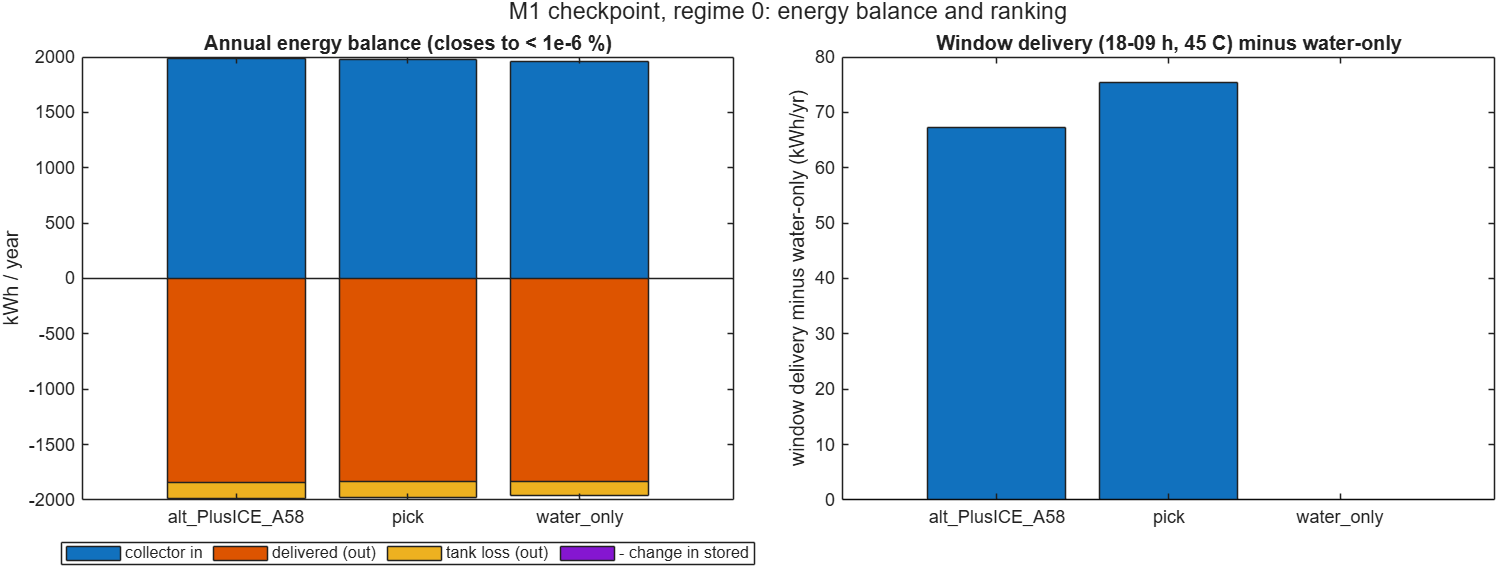 M1 checkpoint, regime 0: energy balance and ranking
Annual energy balance (closes to < 1e-6 %)
kWh / year
2000
1500
1000
500
0
-500
-1000
-1500
-2000
alt_PlusICE_A58 pick water_only
collector in delivered (out) tank loss (out) - change in stored
Window delivery (18-09 h, 45 C) minus water-only
window delivery minus water-only (kWh/yr)
80
70
60
50
40
30
20
10
0
alt_PlusICE_A58 pick water_only